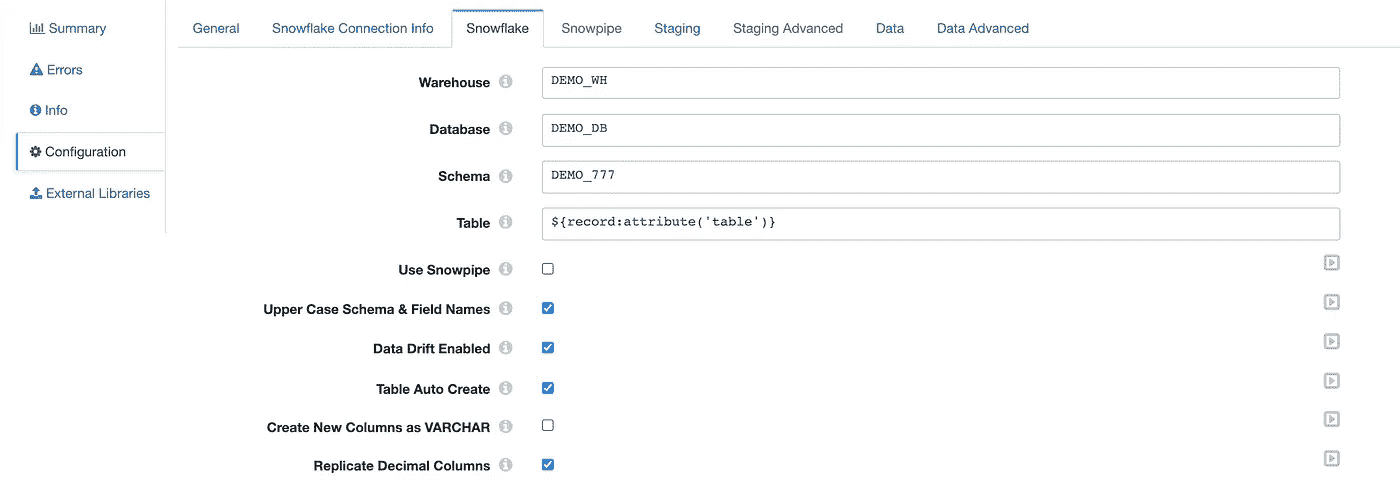 Summary
Errors
Info
Configuration
External Libraries
General Snowflake Connection Info Snowflake Snowpipe Staging Staging Advanced Data Data Advanced
Warehouse DEMO_WH
Database DEMO_DB
Schema DEMO_777
Table ${record:attribute('table')}
Use Snowpipe
Upper Case Schema & Field Names
Data Drift Enabled
Table Auto Create
Create New Columns as VARCHAR
Replicate Decimal Columns